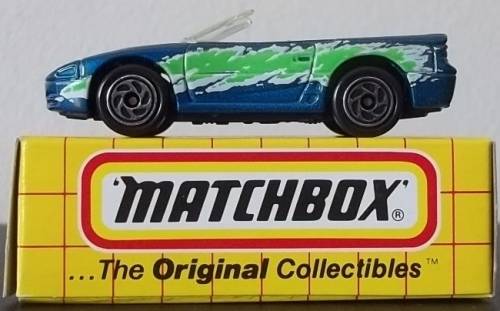 'MATCHBOX'®
...The Original Collectibles™